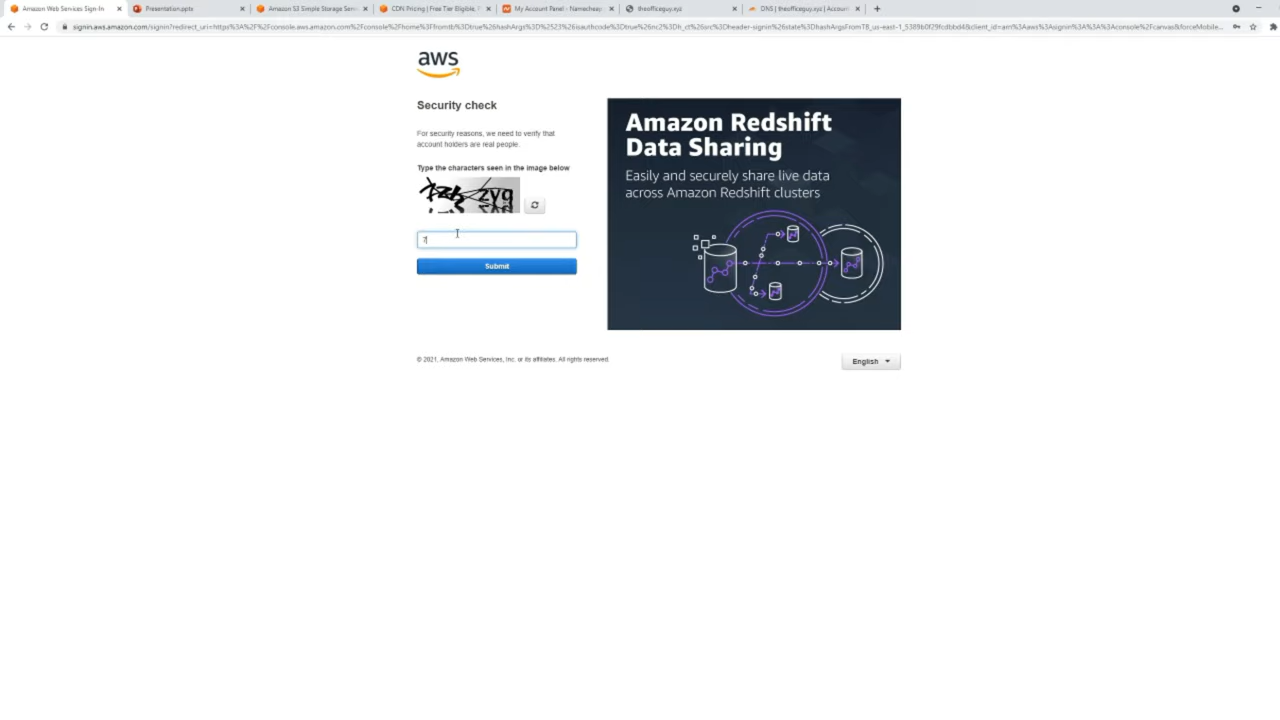 Amazon Web Services Sign-In
Presentation.pptx
Amazon S3 Simple Storage Serv
CDN Pricing | Free Tier Eligible,
My Account Panel - Namecheap
theofficeguy.xyz
DNS | theofficeguy.xyz | Account
aws
Security check
For security reasons, we need to verify that
account holders are real people.
Type the characters seen in the image below
Submit
Amazon Redshift
Data Sharing
Easily and securely share live data
across Amazon Redshift clusters
© 2021, Amazon Web Services, Inc. or its affiliates. All rights reserved.
English